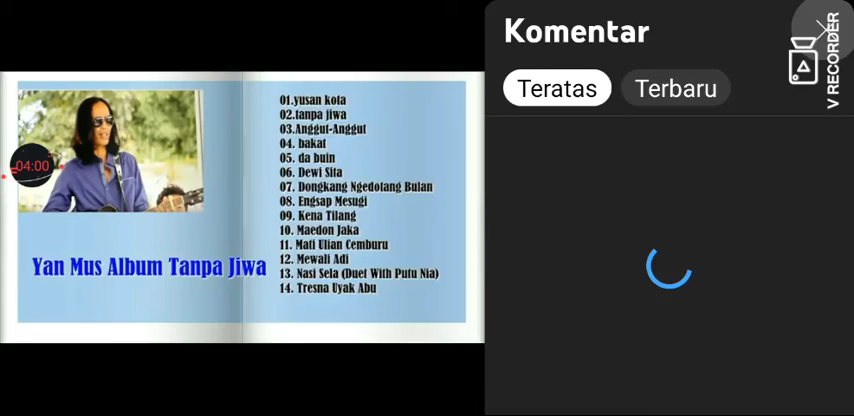 Komentar
Teratas
Terbaru
V RECORDER
04:00
01.yusan kota
02.tanpa jiwa
03.Anggut-Anggut
04. bakat
05. da buin
06. Dewi Sita
07. Dongkang Ngedotang Bulan
08. Engsap Mesugi
09. Kena Tilang
10. Maedon Jaka
11. Mati Ulian Cemburu
12. Mewali Adi
13. Nasi Sela (Duet With Putu Nia)
14. Tresna Uyak Abu
Yan Mus Album Tanpa Jiwa